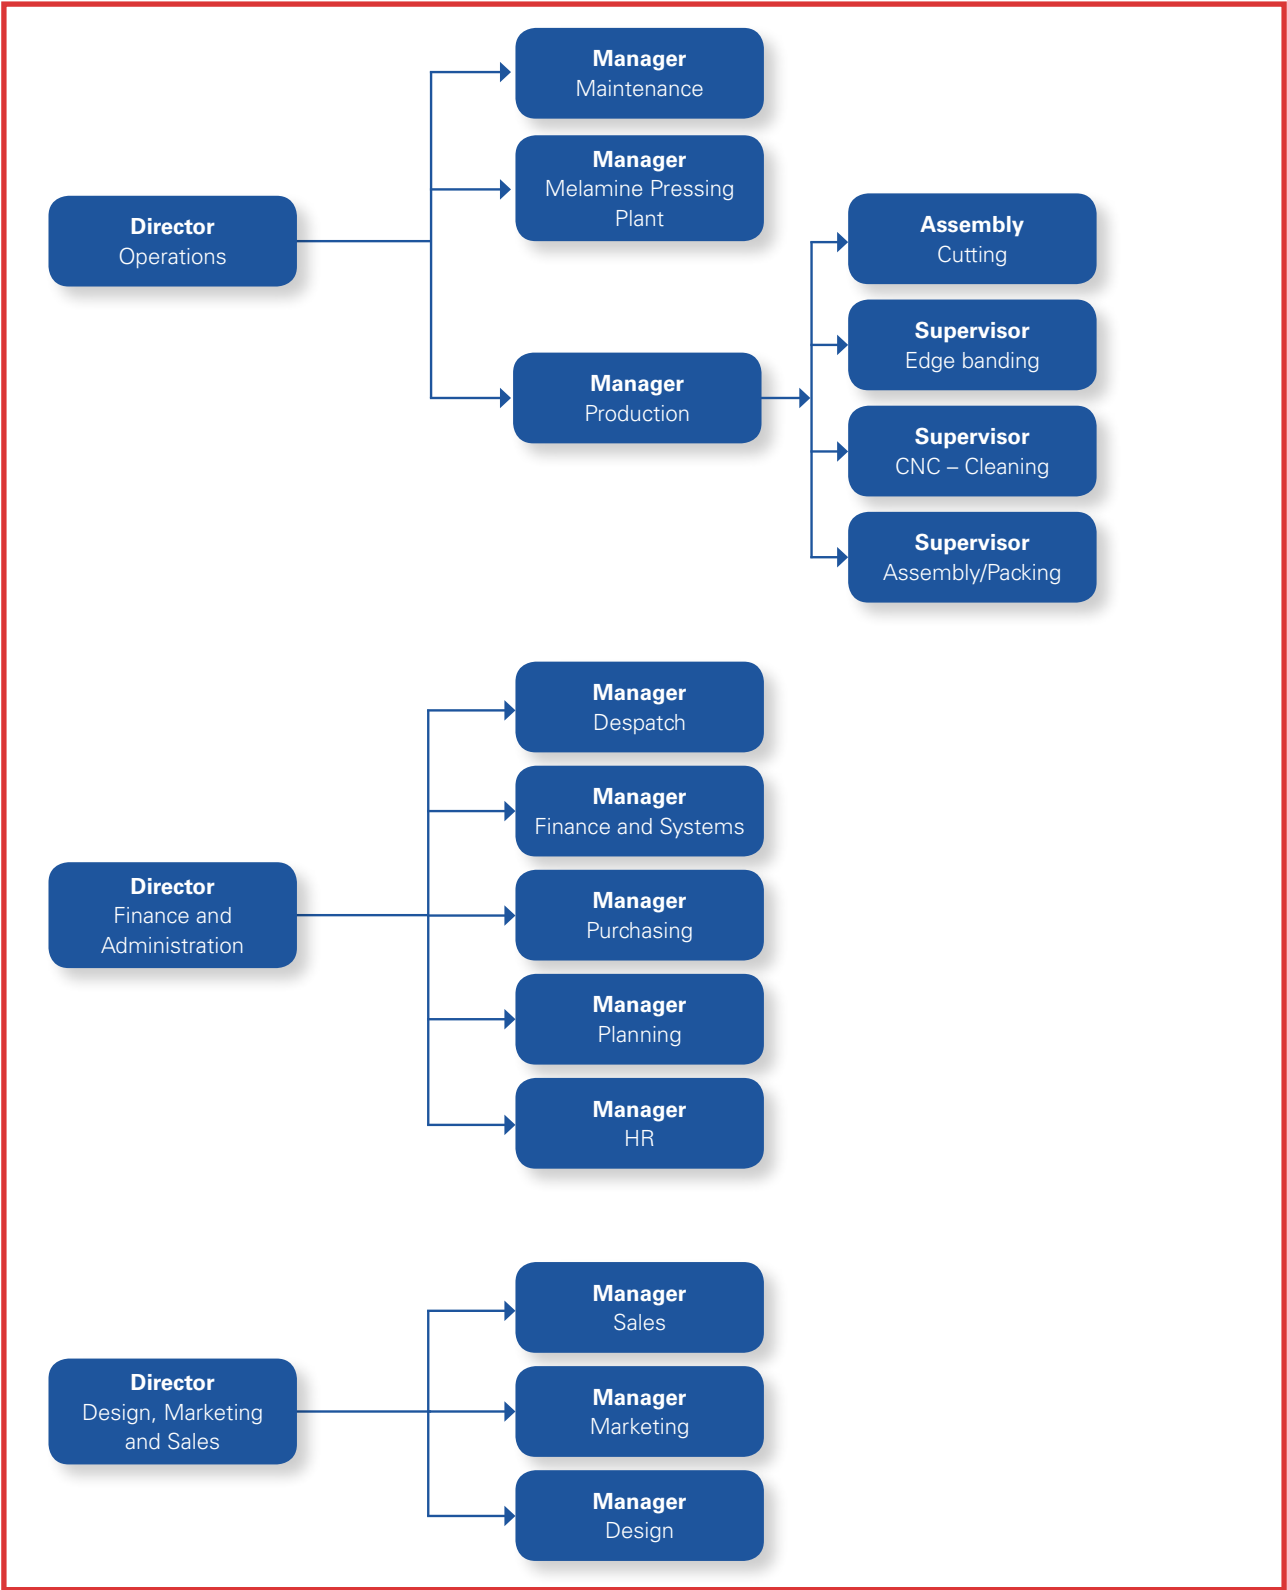 Manager
Maintenance
Manager
Melamine Pressing
Plant
Director
Operations
Manager
Production
Assembly
Cutting
Supervisor
Edge banding
Supervisor
CNC – Cleaning
Supervisor
Assembly/Packing
Manager
Despatch
Manager
Finance and Systems
Director
Finance and
Administration
Manager
Purchasing
Manager
Planning
Manager
HR
Manager
Sales
Director
Design, Marketing
and Sales
Manager
Marketing
Manager
Design